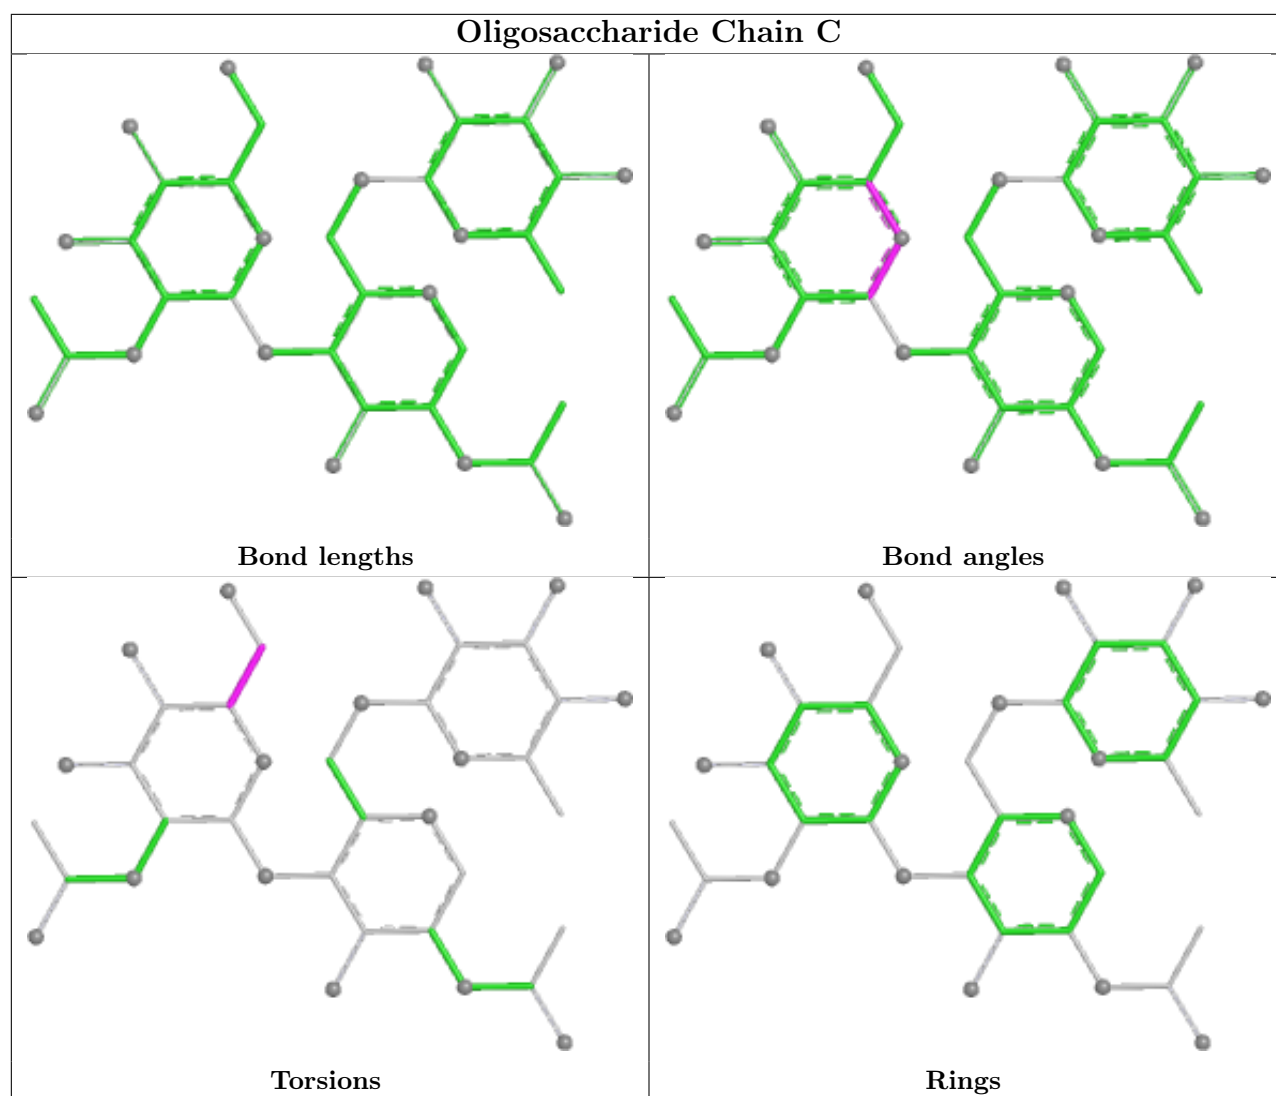 Oligosaccharide Chain C
Bond lengths
Bond angles
Torsions
Rings